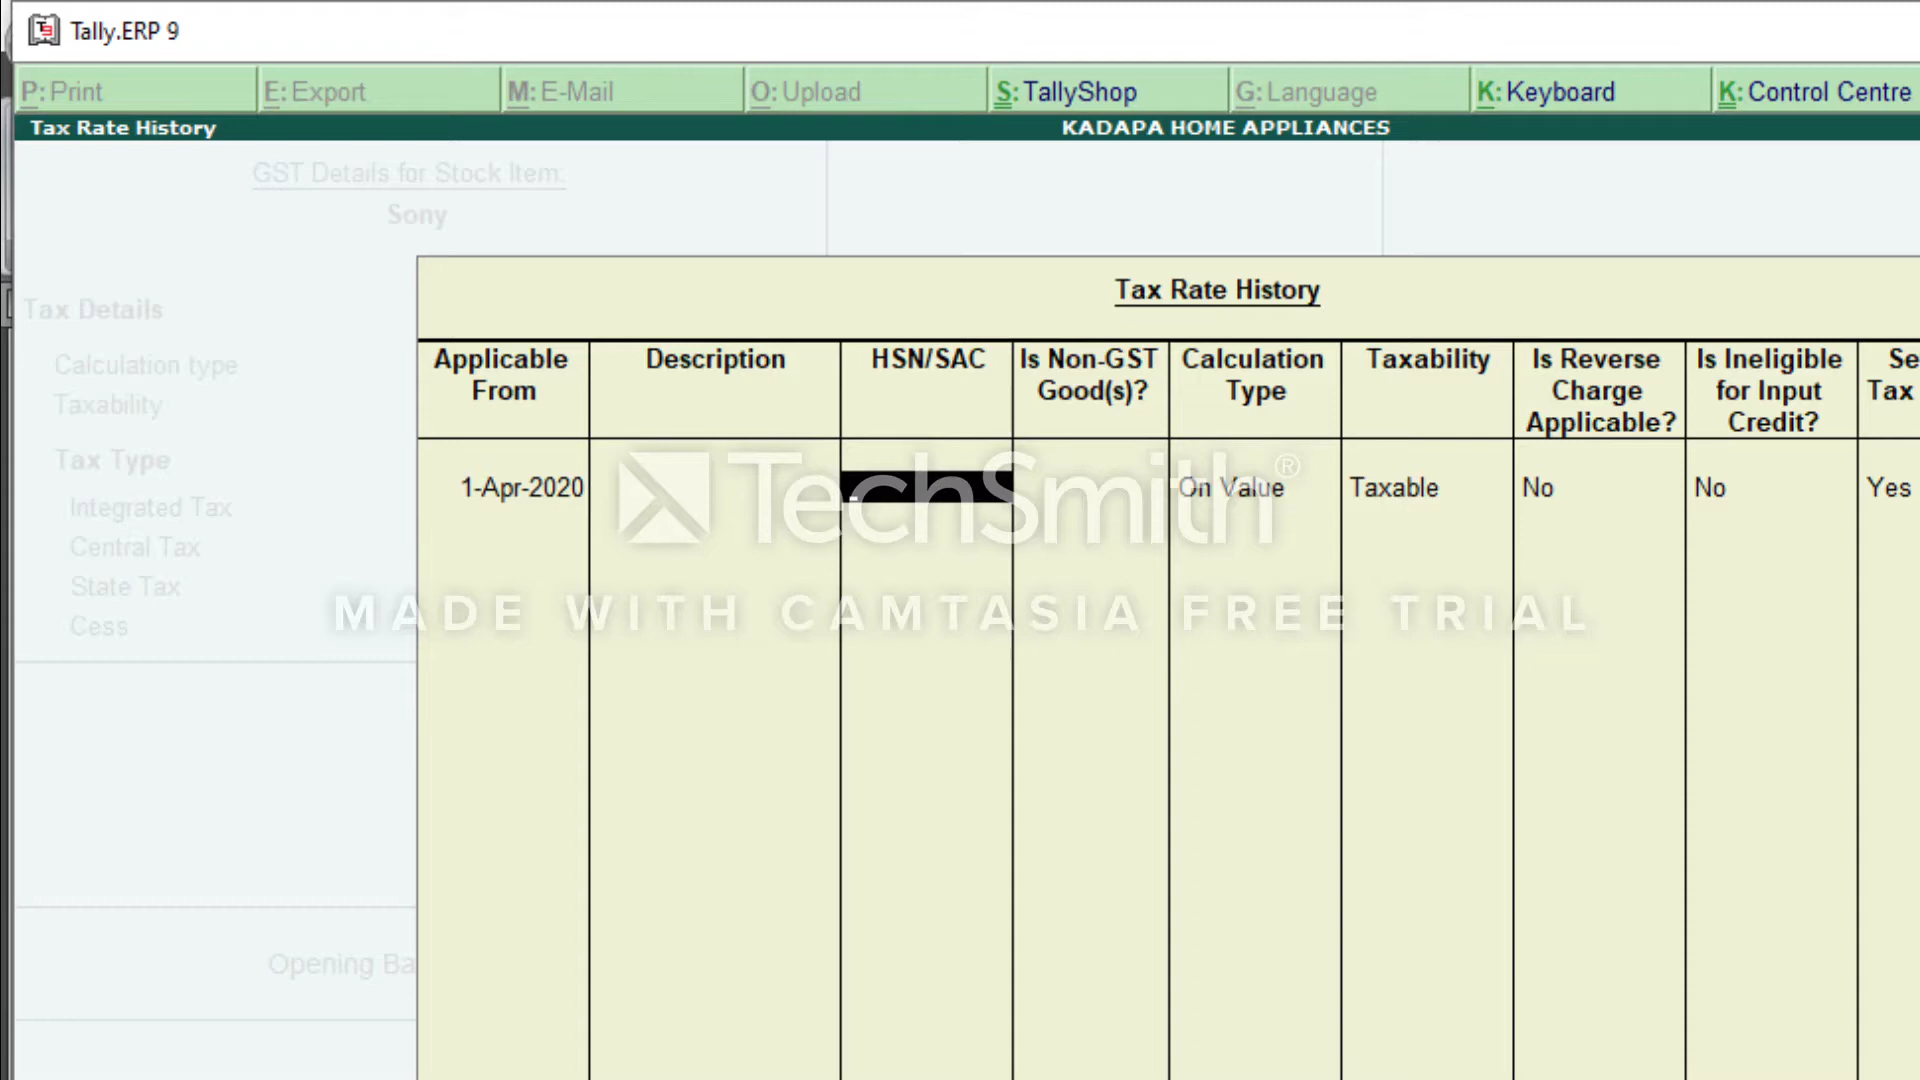 Tally.ERP 9
P: Print E: Export M: E-Mail O: Upload S: TallyShop G: Language K: Keyboard K: Control Centre
Tax Rate History KADAPA HOME APPLIANCES
GST Details for Stock Item:
Sony
Tax Rate History
Tax Details
Calculation type
Taxability
Tax Type
Integrated Tax
Central Tax
State Tax
Cess
Opening Ba
Applicable From Description HSN/SAC Is Non-GST Good(s)? Calculation Type Taxability Is Reverse Charge Applicable? Is Ineligible for Input Credit? Se Tax
1-Apr-2020 On Value Taxable No No Yes
TechSmith®
MADE WITH CAMTASIA FREE TRIAL